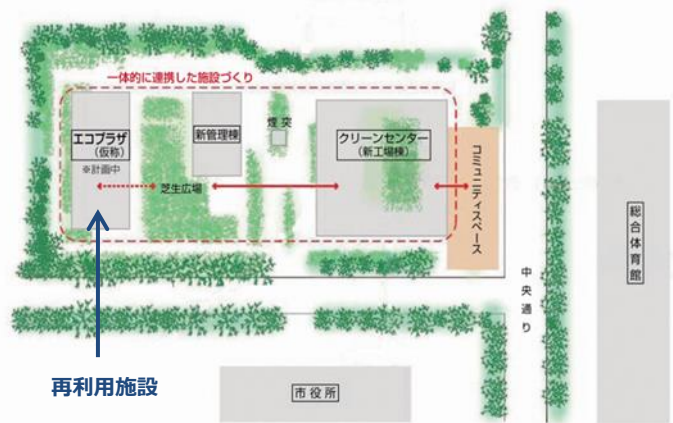 一体的に連携した施設づくり
エコプラザ
（仮称）
※計画中
新管理棟
煙突
クリーンセンター
（新工場棟）
芝生広場
コミュニティスペース
総合体育館
中央通り
再利用施設
市役所